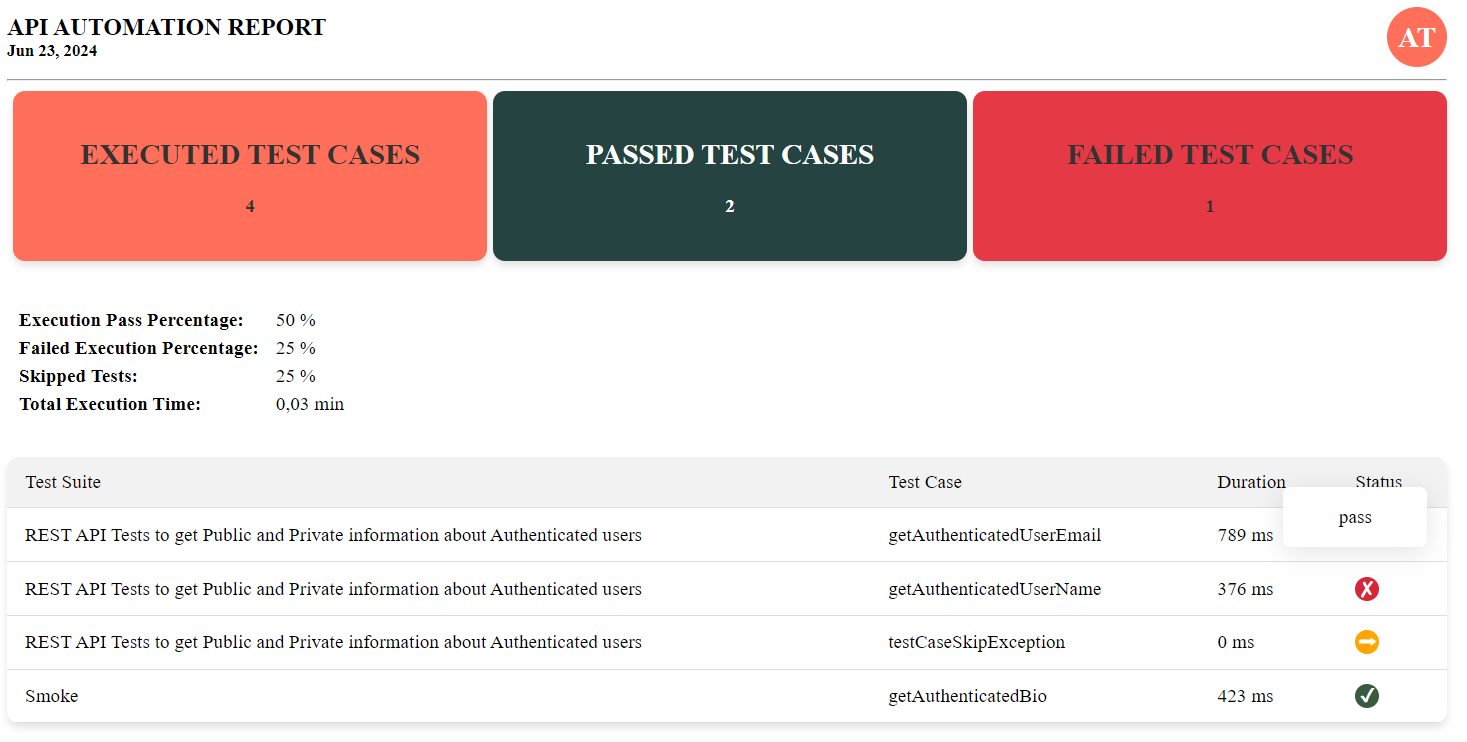 API AUTOMATION REPORT
Jun 23, 2024
AT
EXECUTED TEST CASES
4
PASSED TEST CASES
2
FAILED TEST CASES
1
Execution Pass Percentage: 50 %
Failed Execution Percentage: 25 %
Skipped Tests: 25 %
Total Execution Time: 0,03 min
Test Suite Test Case Duration Status
pass
REST API Tests to get Public and Private information about Authenticated users getAuthenticatedUserEmail 789 ms
REST API Tests to get Public and Private information about Authenticated users getAuthenticatedUserName 376 ms
REST API Tests to get Public and Private information about Authenticated users testCaseSkipException 0 ms
Smoke getAuthenticatedBio 423 ms